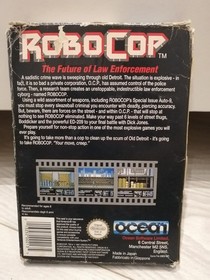 ROBOCOP
The Future of Law Enforcement
A sadistic crime wave is sweeping through old Detroit. The situation is explosive - in
fact, it is so bad a private organisation, O.C.P., has assumed control of the police
force. Then, a research team creates an unstoppable, indestructible law enforcement
cyborg - named ROBOCOP.
Using a wild assortment of weapons, including ROBOCOP's Special Issue Auto-9,
you must stop every dastardly criminal you encounter with deadly, piercing accuracy.
But beware, there are forces on the street - and within O.C.P. - that will stop at
nothing to see ROBOCOP eliminated. Make your way past 6 levels of street thugs,
Boddicker and the powerful ED-209 to your final battle with Dick Jones.
Prepare yourself for non-stop action in one of the most explosive games you will
ever play.
It's going to take more than a cop to clean up the scum of Old Detroit - it's going to
take ROBOCOP. "Your move, creep."
ocean
6 Central Street,
Manchester M2 5NS,
England
Made in Japan